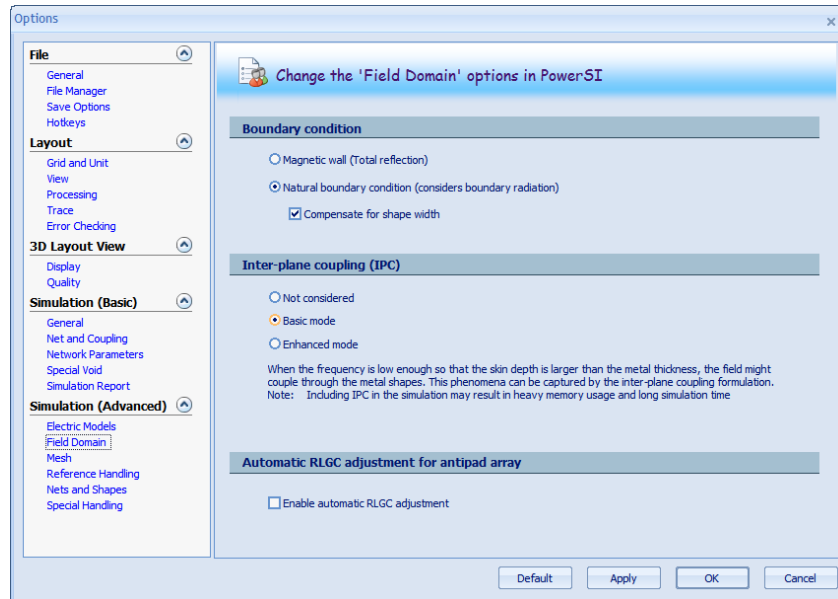 Options
File
General
File Manager
Save Options
Hotkeys
Layout
Grid and Unit
View
Processing
Trace
Error Checking
3D Layout View
Display
Quality
Simulation (Basic)
General
Net and Coupling
Network Parameters
Special Void
Simulation Report
Simulation (Advanced)
Electric Models
Field Domain
Mesh
Reference Handling
Nets and Shapes
Special Handling
Change the 'Field Domain' options in PowerSI
Boundary condition
Magnetic wall (Total reflection)
Natural boundary condition (considers boundary radiation)
Compensate for shape width
Inter-plane coupling (IPC)
Not considered
Basic mode
Enhanced mode
When the frequency is low enough so that the skin depth is larger than the metal thickness, the field might
couple through the metal shapes. This phenomena can be captured by the inter-plane coupling formulation.
Note: Including IPC in the simulation may result in heavy memory usage and long simulation time
Automatic RLGC adjustment for antipad array
Enable automatic RLGC adjustment
Default
Apply
OK
Cancel